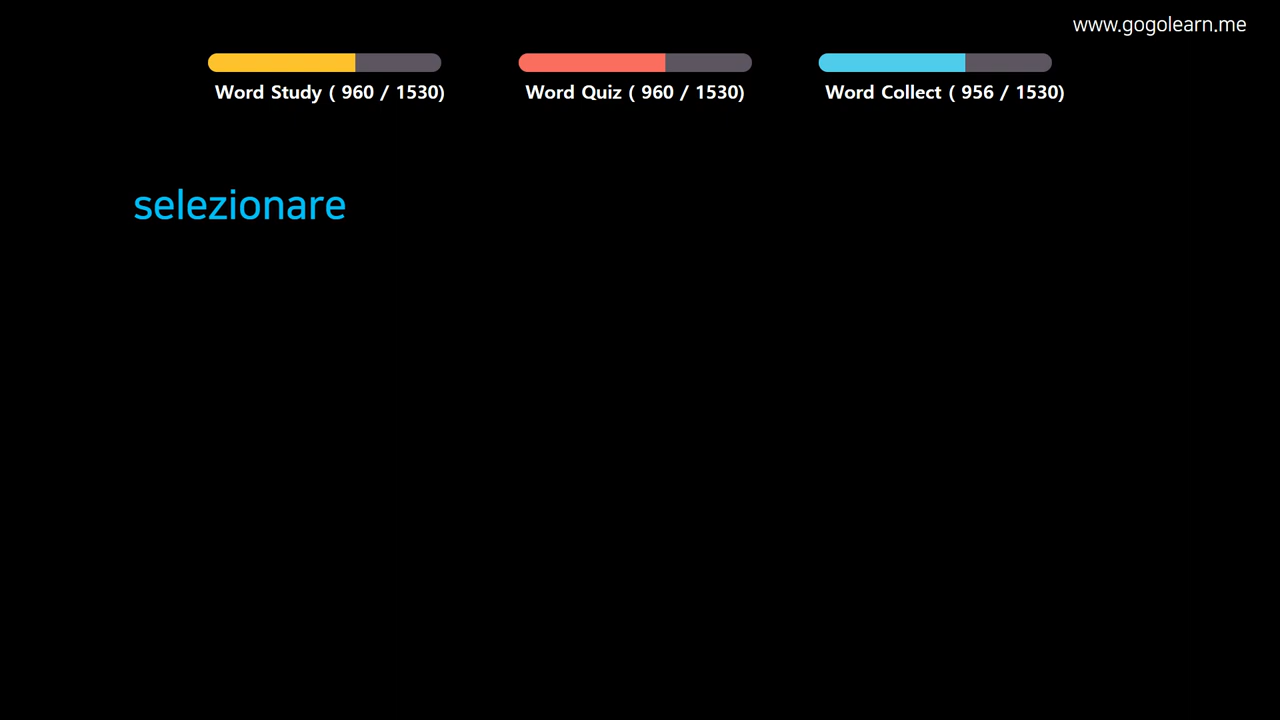 www.gogolearn.me
Word Study ( 960 / 1530)
Word Quiz ( 960 / 1530)
Word Collect ( 956 / 1530)
selezionare